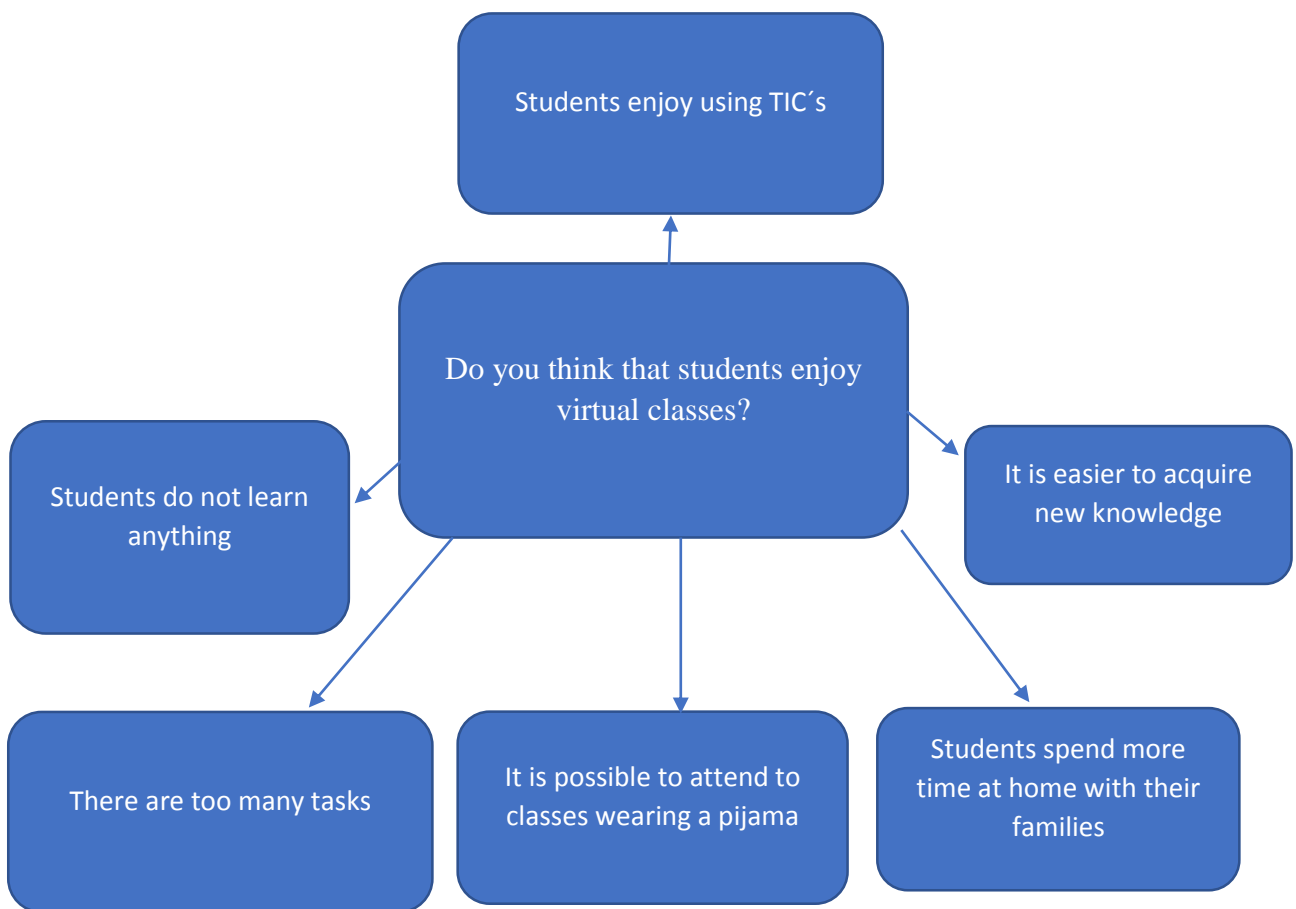 Students enjoy using TIC´s
Do you think that students enjoy
virtual classes?
Students do not learn
anything
It is easier to acquire
new knowledge
There are too many tasks
It is possible to attend to
classes wearing a pijama
Students spend more
time at home with their
families